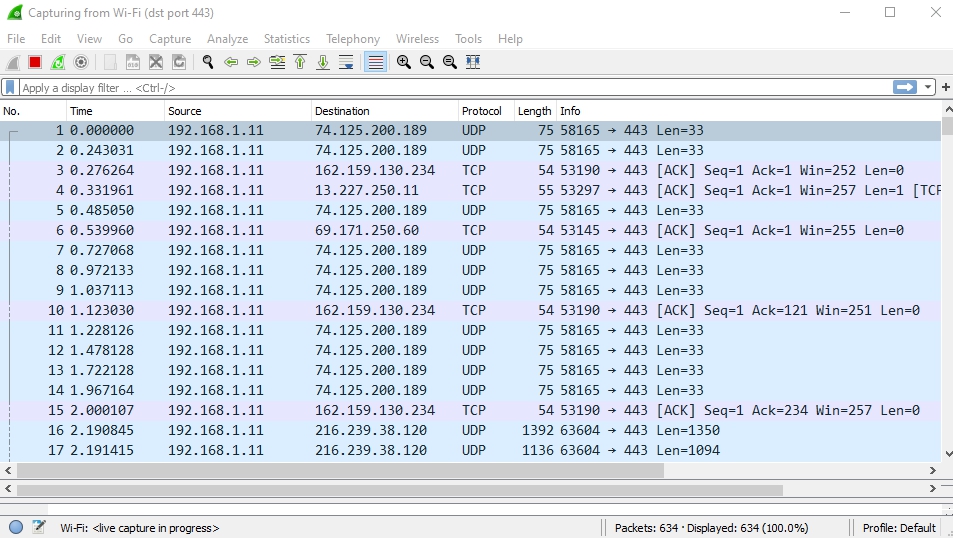 Capturing from Wi-Fi (dst port 443)
File Edit View Go Capture Analyze Statistics Telephony Wireless Tools Help
Apply a display filter ... <Ctrl-/>
No. Time Source Destination Protocol Length Info
1 0.000000 192.168.1.11 74.125.200.189 UDP 75 58165 → 443 Len=33
2 0.243031 192.168.1.11 74.125.200.189 UDP 75 58165 → 443 Len=33
3 0.276264 192.168.1.11 162.159.130.234 TCP 54 53190 → 443 [ACK] Seq=1 Ack=1 Win=252 Len=0
4 0.331961 192.168.1.11 13.227.250.11 TCP 55 53297 → 443 [ACK] Seq=1 Ack=1 Win=257 Len=1 [TCP
5 0.485050 192.168.1.11 74.125.200.189 UDP 75 58165 → 443 Len=33
6 0.539960 192.168.1.11 69.171.250.60 TCP 54 53145 → 443 [ACK] Seq=1 Ack=1 Win=255 Len=0
7 0.727068 192.168.1.11 74.125.200.189 UDP 75 58165 → 443 Len=33
8 0.972133 192.168.1.11 74.125.200.189 UDP 75 58165 → 443 Len=33
9 1.037113 192.168.1.11 74.125.200.189 UDP 75 58165 → 443 Len=33
10 1.123030 192.168.1.11 162.159.130.234 TCP 54 53190 → 443 [ACK] Seq=1 Ack=121 Win=251 Len=0
11 1.228126 192.168.1.11 74.125.200.189 UDP 75 58165 → 443 Len=33
12 1.478128 192.168.1.11 74.125.200.189 UDP 75 58165 → 443 Len=33
13 1.722128 192.168.1.11 74.125.200.189 UDP 75 58165 → 443 Len=33
14 1.967164 192.168.1.11 74.125.200.189 UDP 75 58165 → 443 Len=33
15 2.000107 192.168.1.11 162.159.130.234 TCP 54 53190 → 443 [ACK] Seq=1 Ack=234 Win=257 Len=0
16 2.190845 192.168.1.11 216.239.38.120 UDP 1392 63604 → 443 Len=1350
17 2.191415 192.168.1.11 216.239.38.120 UDP 1136 63604 → 443 Len=1094
Wi-Fi: <live capture in progress> Packets: 634 · Displayed: 634 (100.0%) Profile: Default